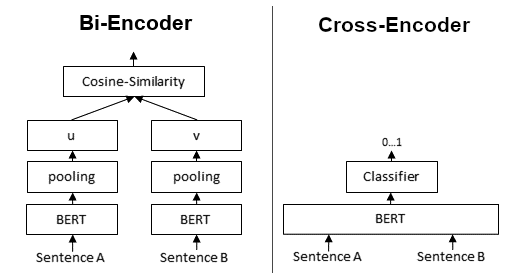 Bi-Encoder
Cosine-Similarity
u
v
pooling
pooling
BERT
BERT
Sentence A
Sentence B
Cross-Encoder
0...1
Classifier
BERT
Sentence A
Sentence B